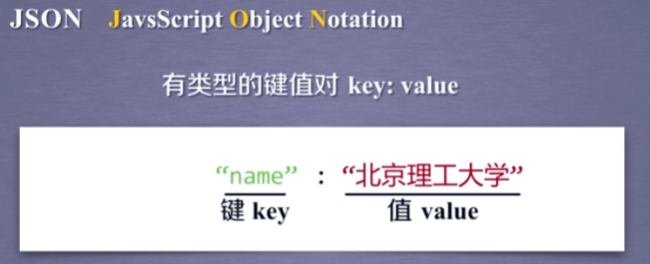 JSON JavsScript Object Notation
有类型的键值对 key: value
“name” : “北京理工大学”
键 key 值 value